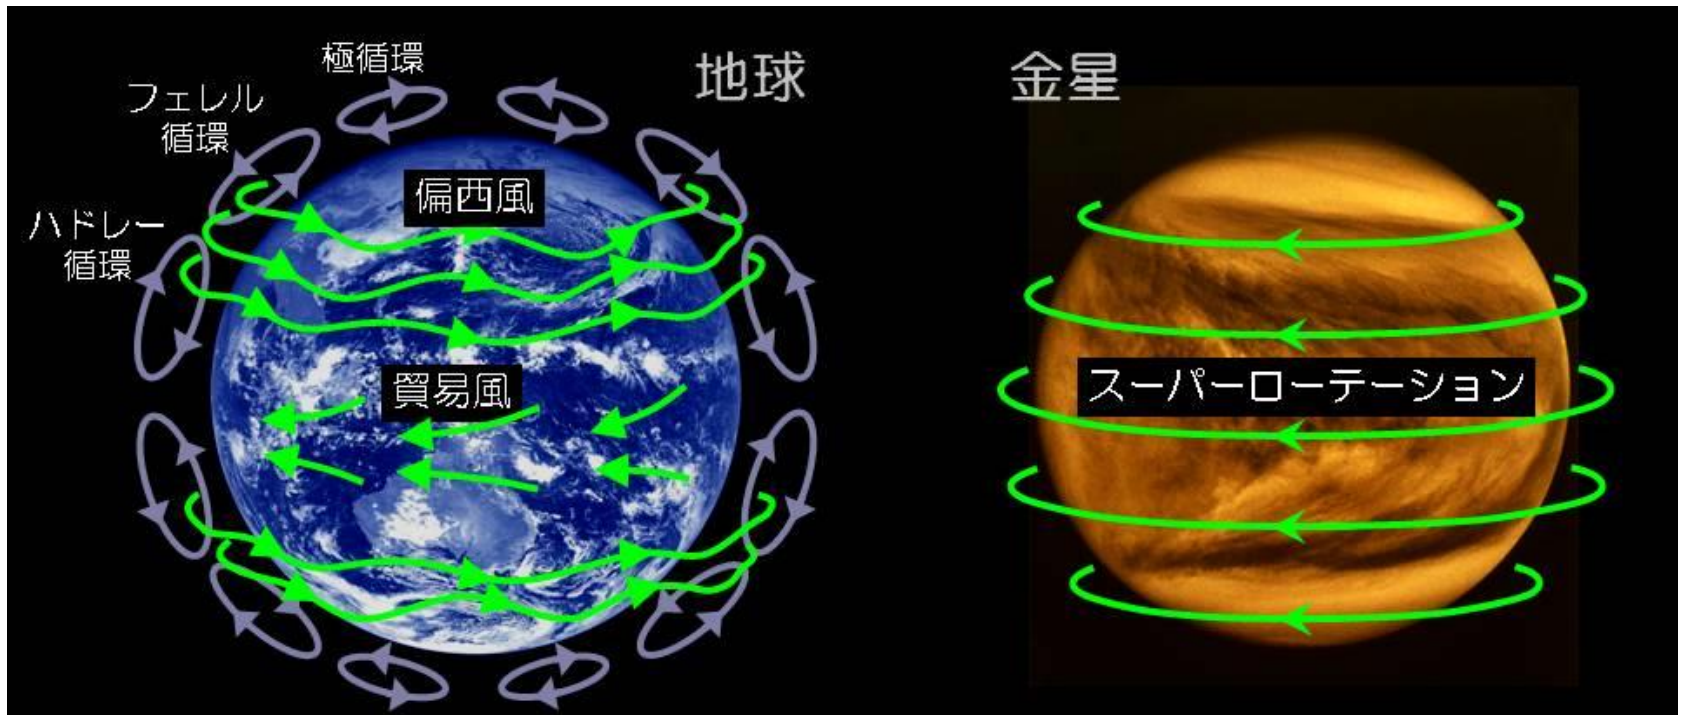 極循環
地球
金星
フェレル
循環
偏西風
ハドレー
循環
貿易風
スーパーローテーション